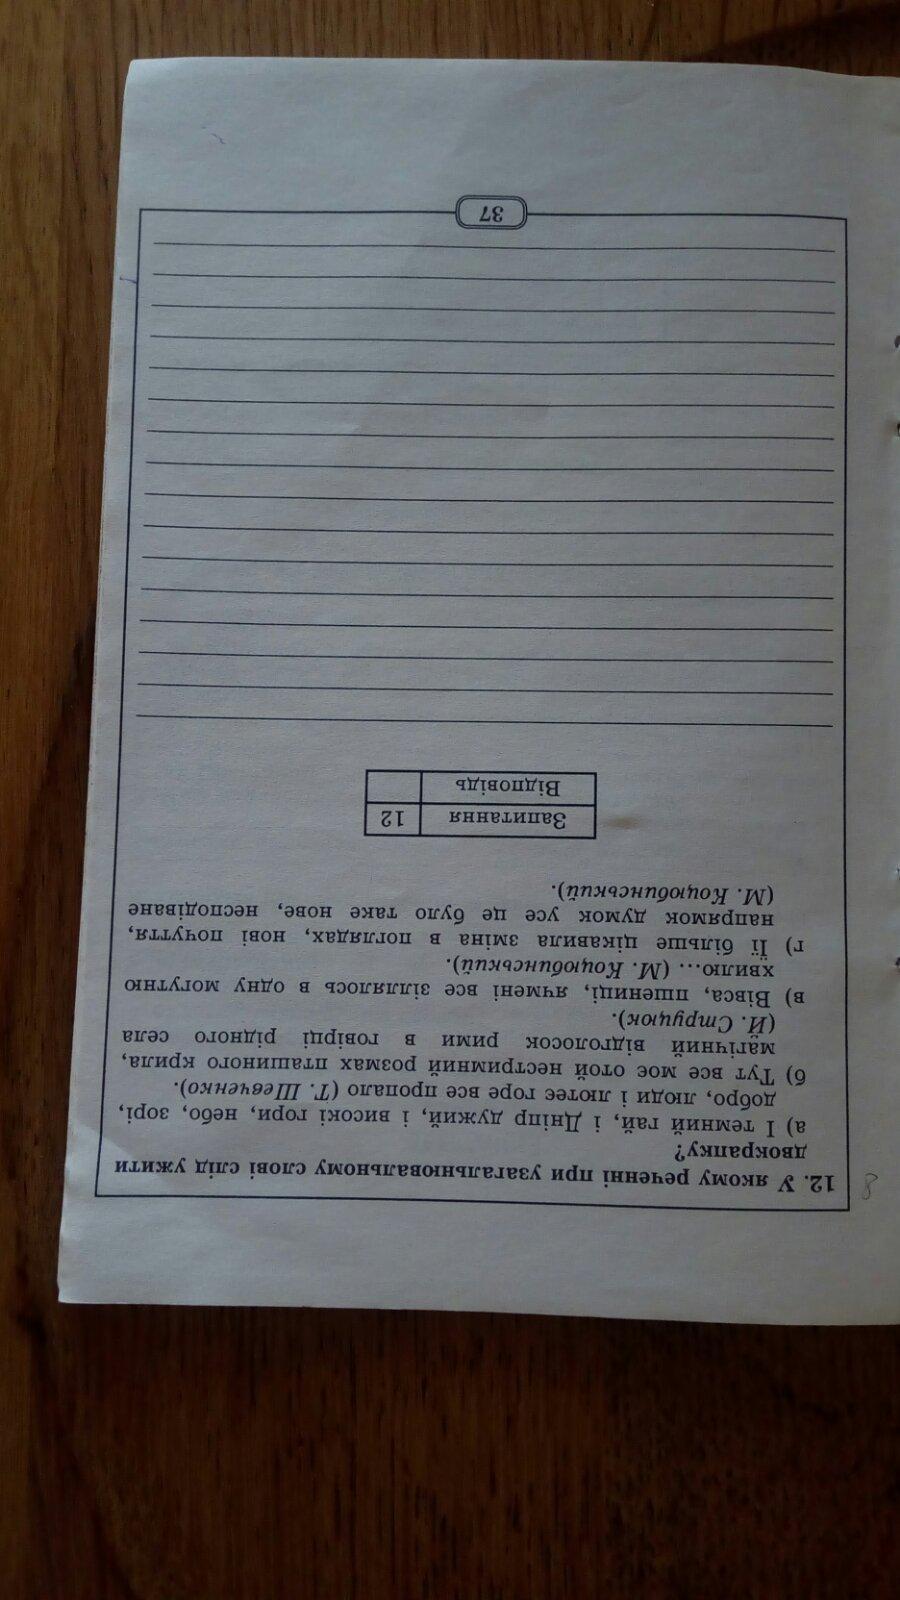 12. У якому реченні при узагальнювальному слові слід ужити
двокрапку?
а) І темний гай, і Дніпр дужий, і високі гори, небо, зорі,
добро, люди і лютеє горе все пропало (Т. Шевченко).
б) Тут все моє отой нестримний розмах пташиного крила,
магічний відголосок рими в говірці рідного села
(Й. Струцюк).
в) Вівса, пшениці, ячмені все зіллялось в одну могутню
хвилю... (М. Коцюбинський).
г) Її більше цікавила зміна в поглядах, нові почуття,
напрямок думок усе це було таке нове, несподіване
(М. Коцюбинський).
Запитання 12
Відповідь
37
8